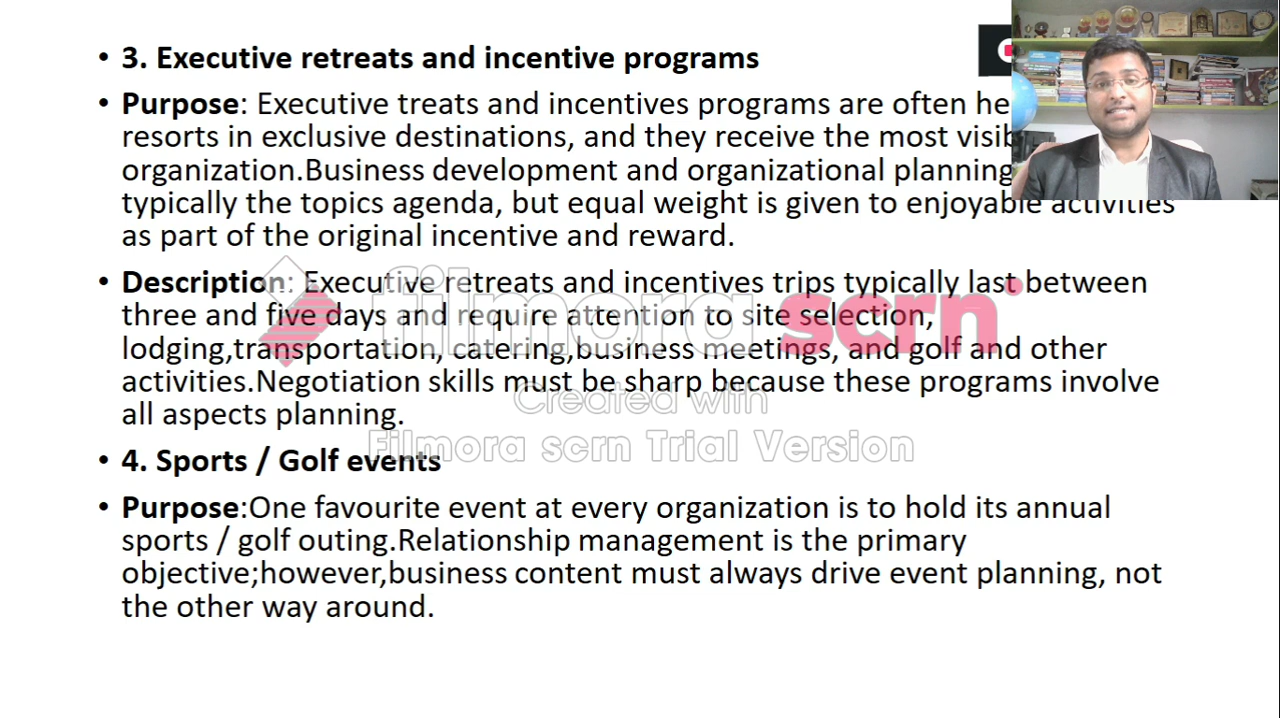 • 3. Executive retreats and incentive programs
• Purpose: Executive treats and incentives programs are often he
resorts in exclusive destinations, and they receive the most visib
organization.Business development and organizational planning
typically the topics agenda, but equal weight is given to enjoyable activities
as part of the original incentive and reward.
• Description: Executive retreats and incentives trips typically last between
three and five days and require attention to site selection,
lodging,transportation, catering,business meetings, and golf and other
activities.Negotiation skills must be sharp because these programs involve
all aspects planning.
• 4. Sports / Golf events
• Purpose:One favourite event at every organization is to hold its annual
sports / golf outing.Relationship management is the primary
objective;however,business content must always drive event planning, not
the other way around.
filmora scrn
Created with
Filmora scrn Trial Version